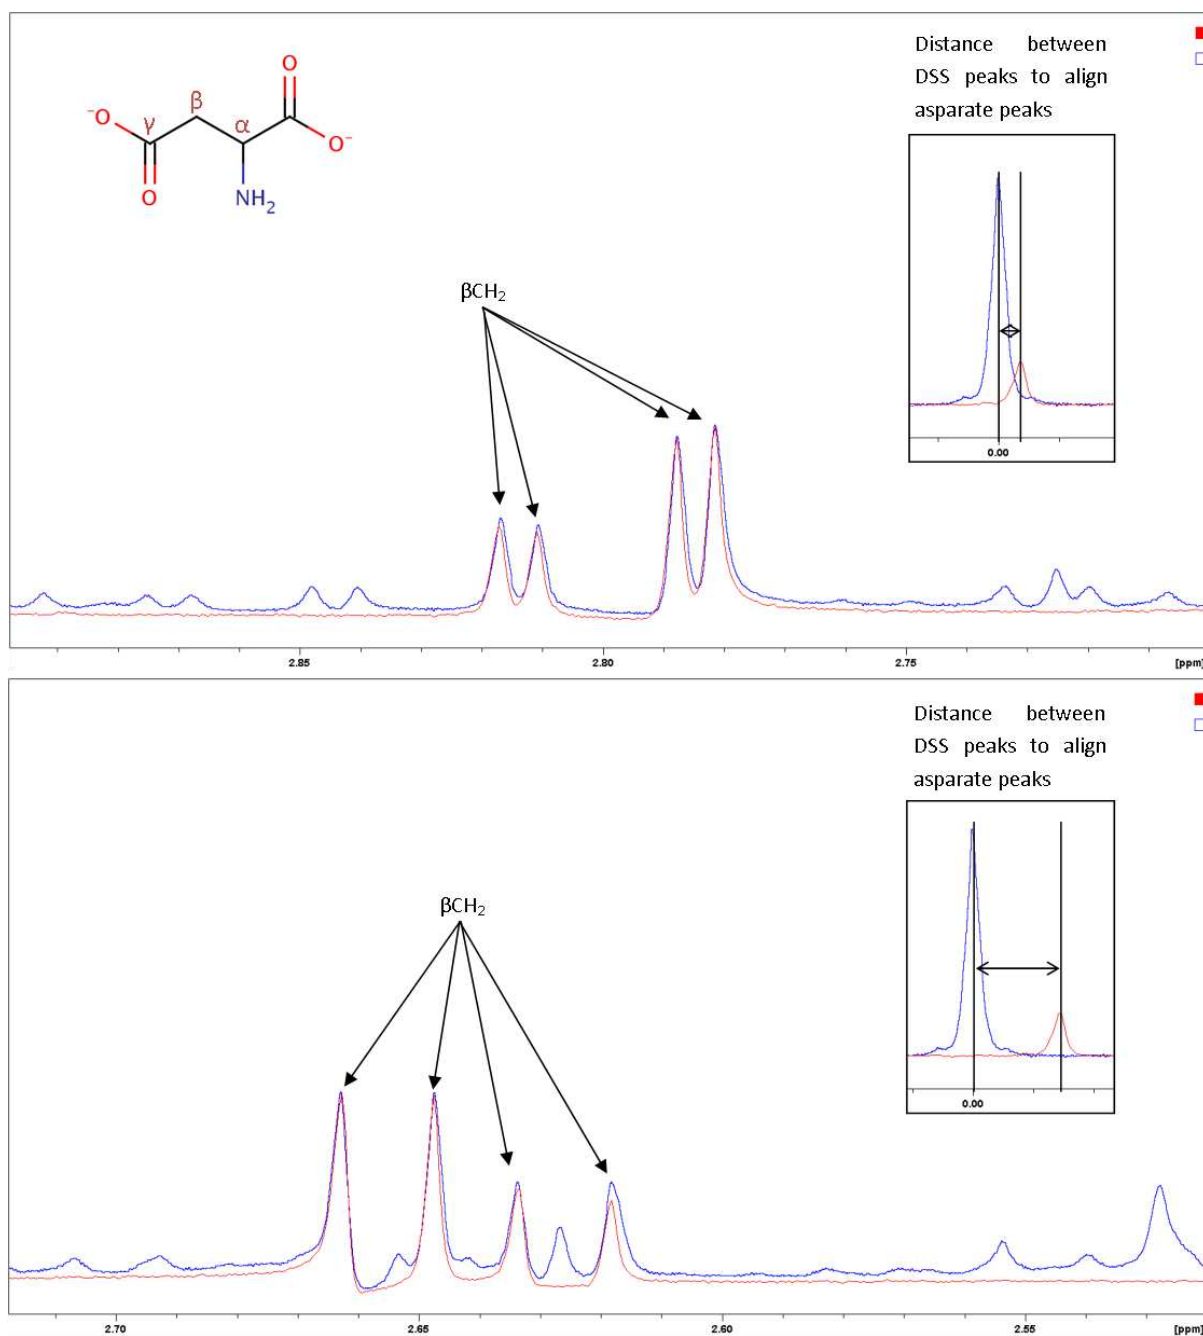 Distance between
DSS peaks to align
asparate peaks
O
β
⁻O
γ
α
O⁻
O
NH₂
βCH₂
0.00
2.85
2.80
2.75
[ppm]
Distance between
DSS peaks to align
asparate peaks
βCH₂
0.00
2.70
2.65
2.60
2.55
[ppm]